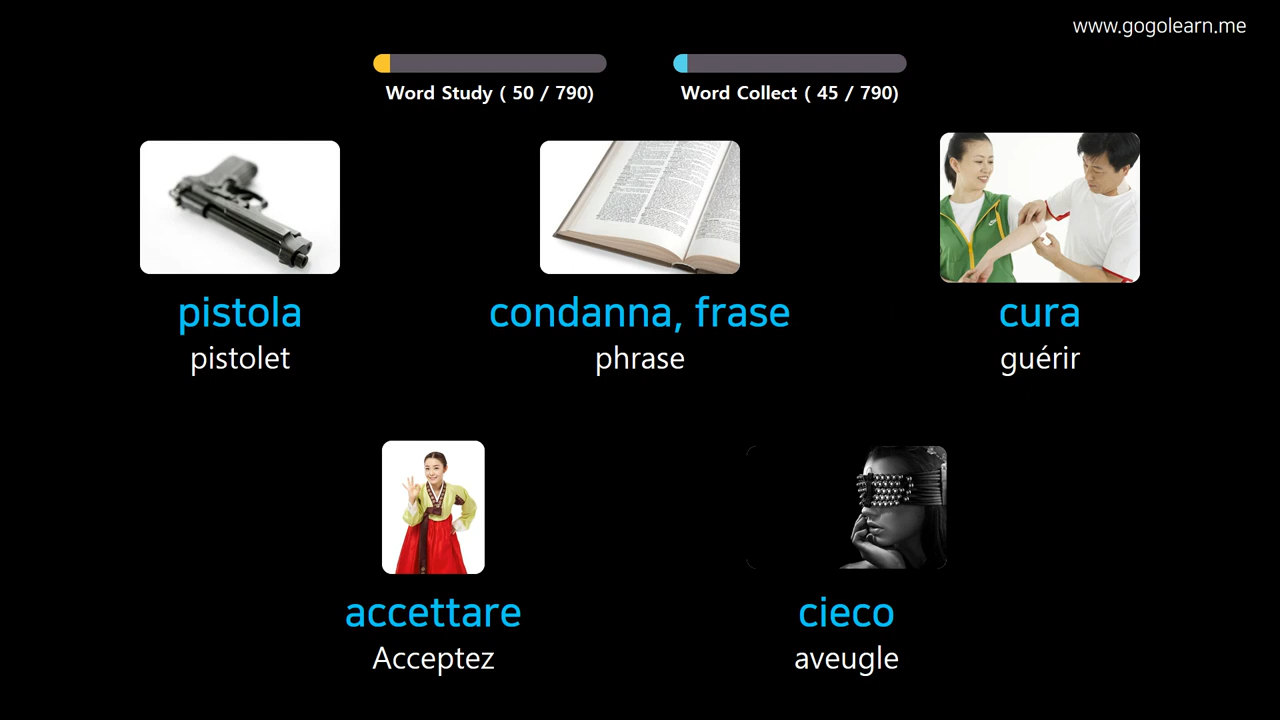 www.gogolearn.me
Word Study ( 50 / 790)
Word Collect ( 45 / 790)
pistola
pistolet
condanna, frase
phrase
cura
guérir
accettare
Acceptez
cieco
aveugle